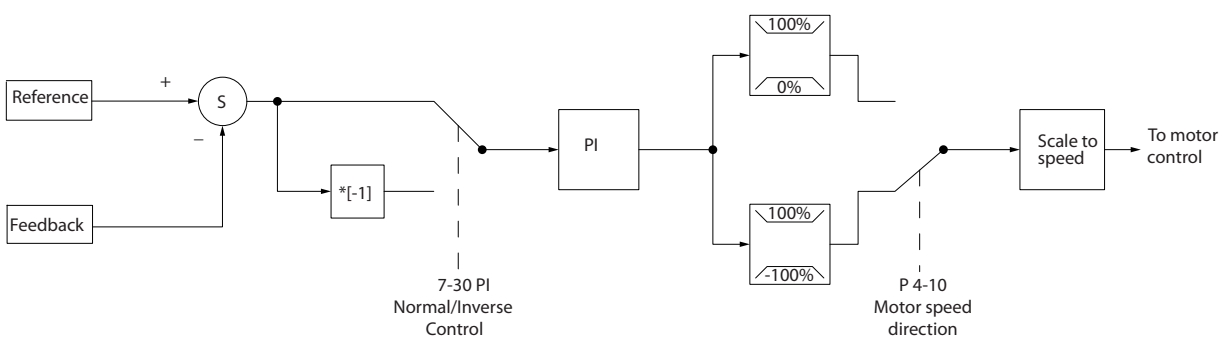 Reference
+
S
–
Feedback
*[-1]
7-30 PI
Normal/Inverse
Control
PI
100%
0%
100%
-100%
P 4-10
Motor speed
direction
Scale to
speed
To motor
control